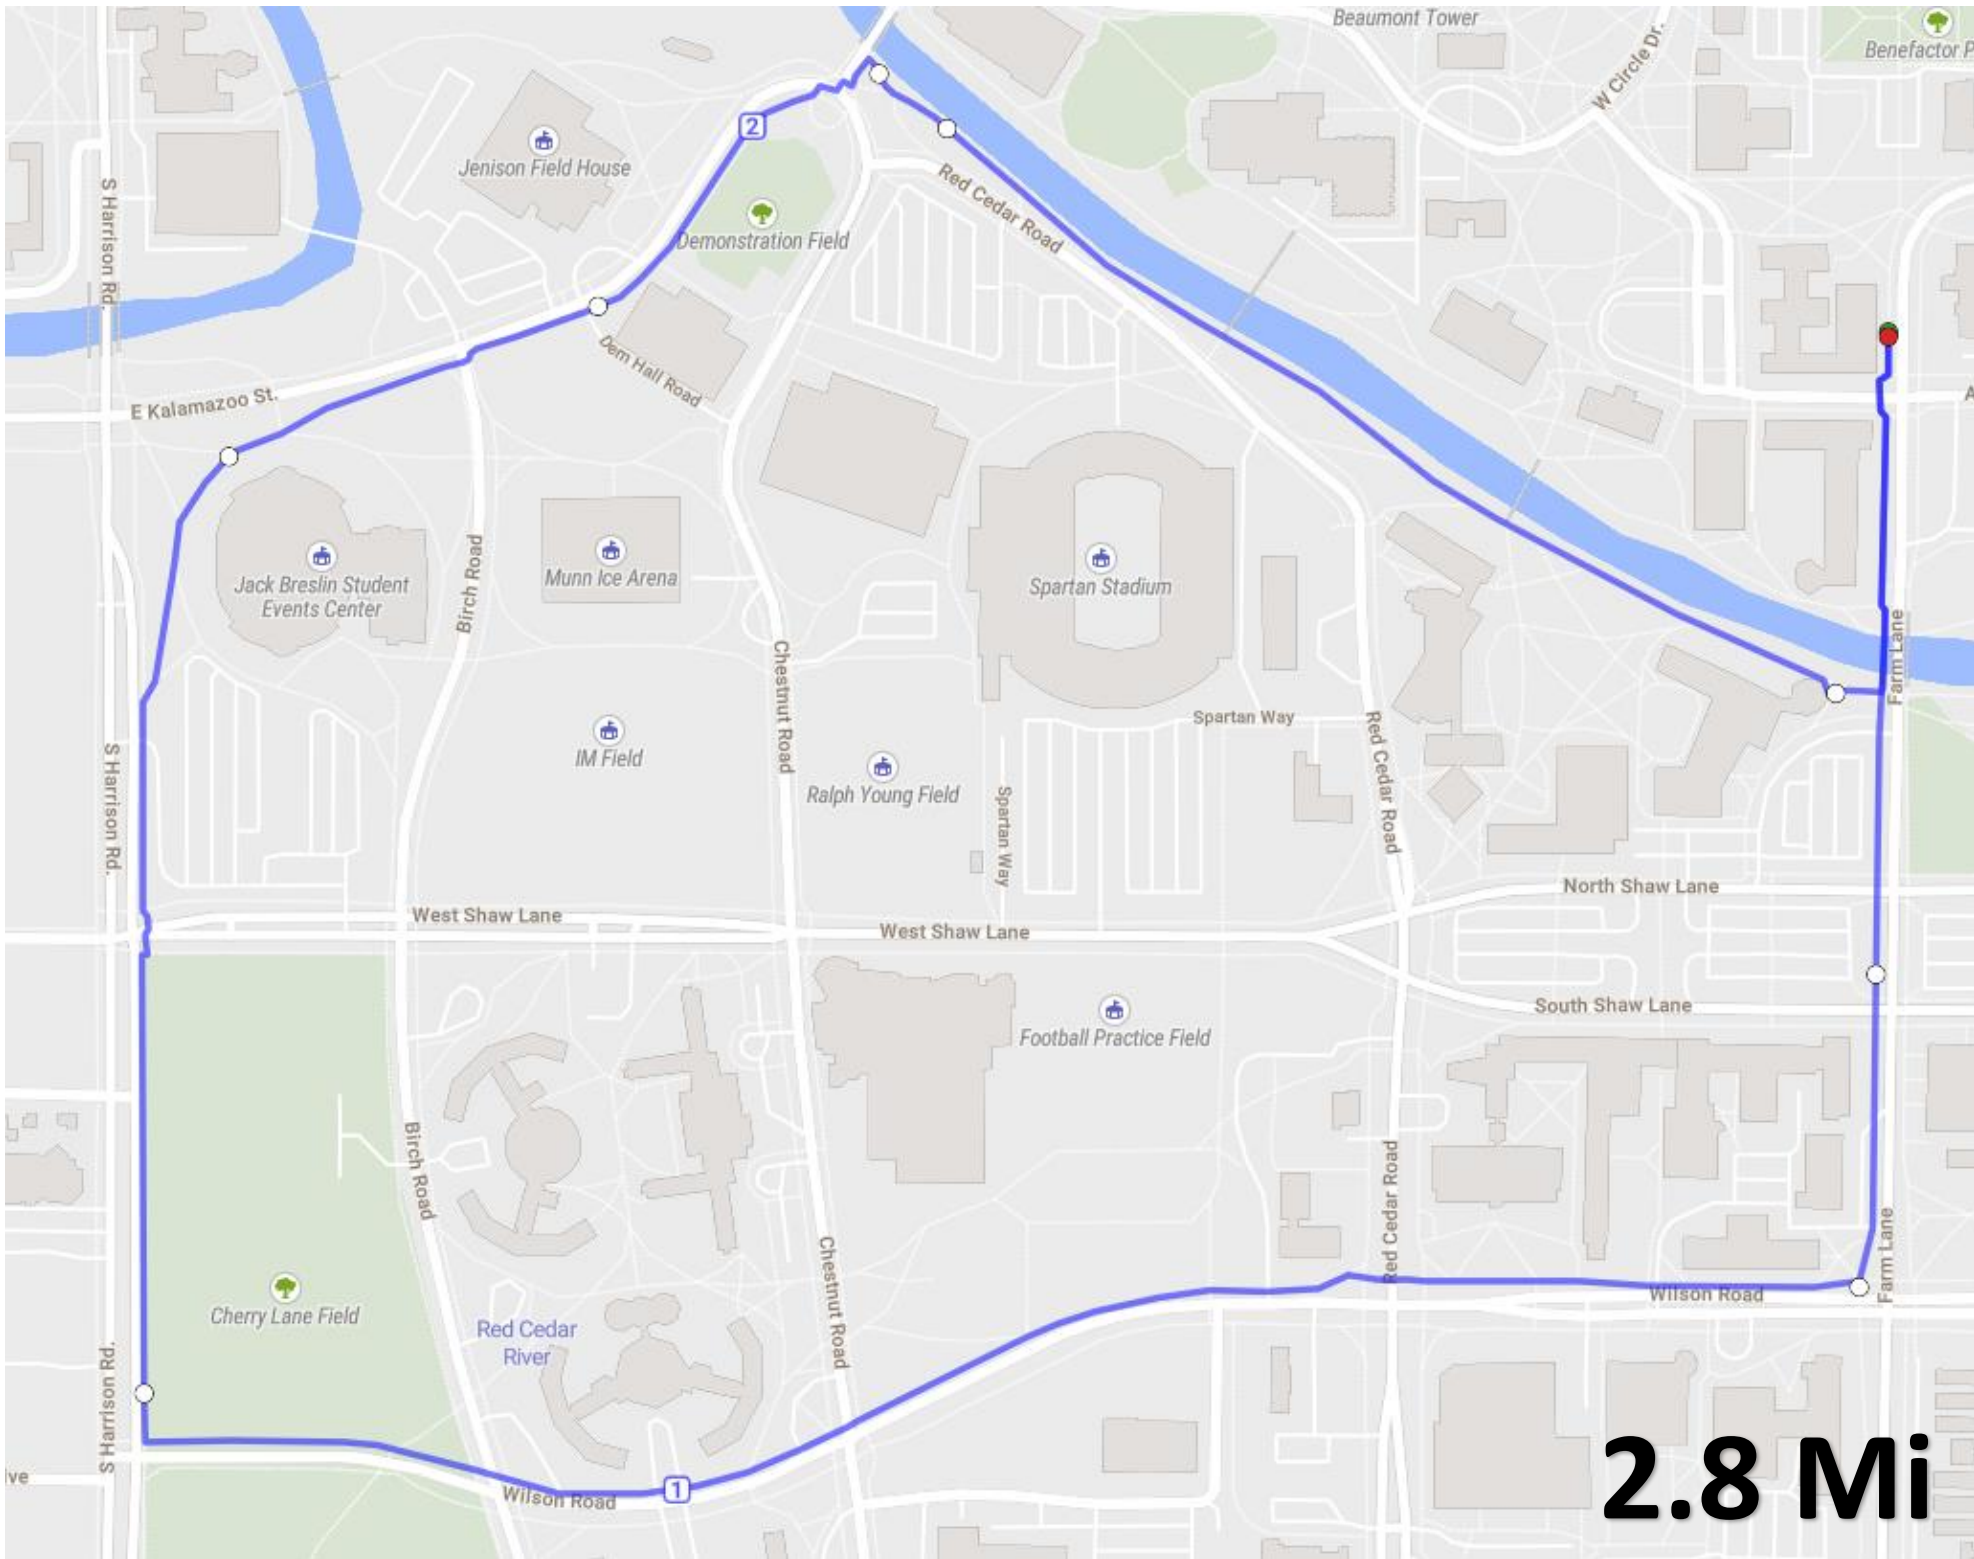 Beaumont Tower
Benefactor P
W Circle Dr.
2
Jenison Field House
S Harrison Rd.
Red Cedar Road
Demonstration Field
Dem Hall Road
E Kalamazoo St.
A
Jack Breslin Student
Events Center
Birch Road
Munn Ice Arena
Spartan Stadium
Farm Lane
Chestnut Road
IM Field
Spartan Way
Red Cedar Road
S Harrison Rd.
Ralph Young Field
Spartan Way
North Shaw Lane
West Shaw Lane
West Shaw Lane
South Shaw Lane
Football Practice Field
Birch Road
Red Cedar Road
Farm Lane
Chestnut Road
Cherry Lane Field
Wilson Road
Red Cedar
River
S Harrison Rd.
ive
1
Wilson Road
2.8 Mi